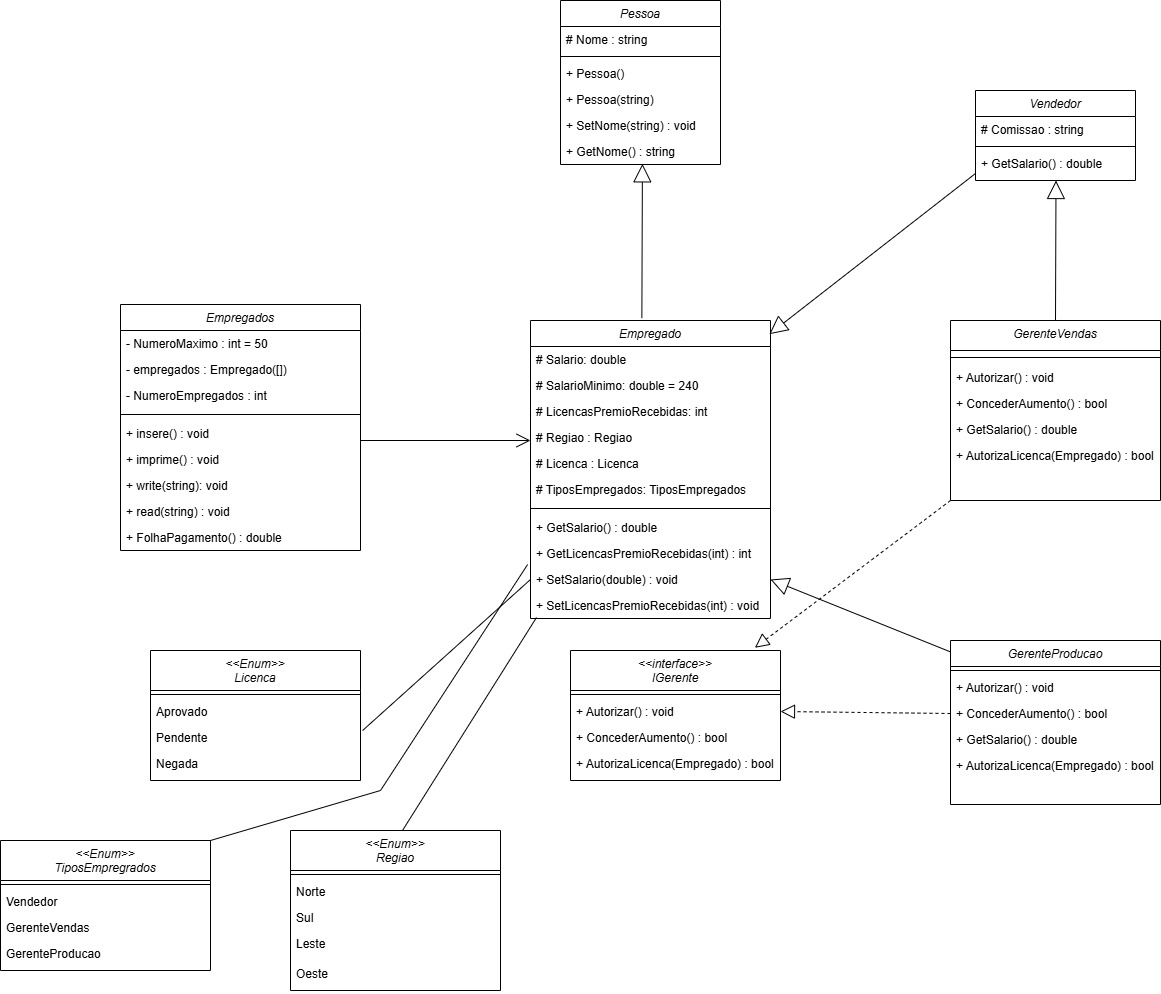 Pessoa
# Nome : string
+ Pessoa()
+ Pessoa(string)
+ SetNome(string) : void
+ GetNome() : string
Vendedor
# Comissao : string
+ GetSalario() : double
Empregados
- NumeroMaximo : int = 50
- empregados : Empregado([])
- NumeroEmpregados : int
+ insere() : void
+ imprime() : void
+ write(string): void
+ read(string) : void
+ FolhaPagamento() : double
Empregado
# Salario: double
# SalarioMinimo: double = 240
# LicencasPremioRecebidas: int
# Regiao : Regiao
# Licenca : Licenca
# TiposEmpregados: TiposEmpregados
+ GetSalario() : double
+ GetLicencasPremioRecebidas(int) : int
+ SetSalario(double) : void
+ SetLicencasPremioRecebidas(int) : void
GerenteVendas
+ Autorizar() : void
+ ConcederAumento() : bool
+ GetSalario() : double
+ AutorizaLicenca(Empregado) : bool
<<Enum>>
Licenca
Aprovado
Pendente
Negada
<<interface>>
IGerente
+ Autorizar() : void
+ ConcederAumento() : bool
+ AutorizaLicenca(Empregado) : bool
GerenteProducao
+ Autorizar() : void
+ ConcederAumento() : bool
+ GetSalario() : double
+ AutorizaLicenca(Empregado) : bool
<<Enum>>
TiposEmpregrados
Vendedor
GerenteVendas
GerenteProducao
<<Enum>>
Regiao
Norte
Sul
Leste
Oeste